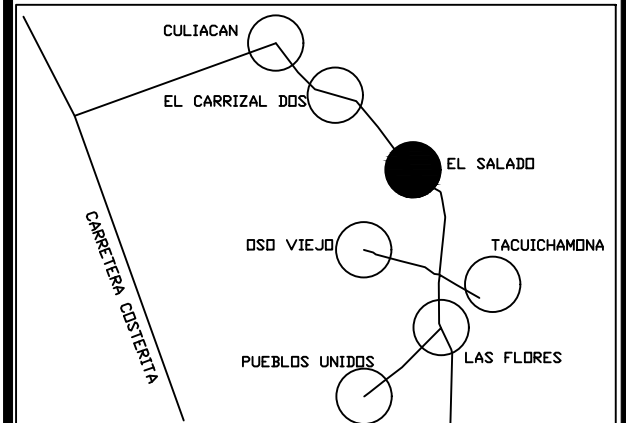 CULIACAN
EL CARRIZAL DOS
EL SALADO
OSO VIEJO
TACUICHAMONA
CARRETERA COSTERITA
PUEBLOS UNIDOS
LAS FLORES